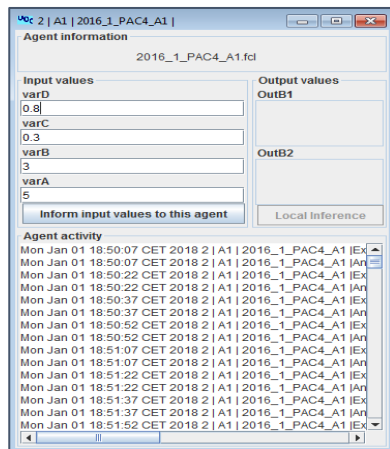 UOC 2 | A1 | 2016_1_PAC4_A1 |
Agent information
2016_1_PAC4_A1.fcl
Input values
varD
0.8
varC
0.3
varB
3
varA
5
Inform input values to this agent
Output values
OutB1
OutB2
Local Inference
Agent activity
Mon Jan 01 18:50:07 CET 2018 2 | A1 | 2016_1_PAC4_A1 |Ex
Mon Jan 01 18:50:07 CET 2018 2 | A1 | 2016_1_PAC4_A1 |An
Mon Jan 01 18:50:22 CET 2018 2 | A1 | 2016_1_PAC4_A1 |Ex
Mon Jan 01 18:50:22 CET 2018 2 | A1 | 2016_1_PAC4_A1 |An
Mon Jan 01 18:50:37 CET 2018 2 | A1 | 2016_1_PAC4_A1 |Ex
Mon Jan 01 18:50:37 CET 2018 2 | A1 | 2016_1_PAC4_A1 |An
Mon Jan 01 18:50:52 CET 2018 2 | A1 | 2016_1_PAC4_A1 |Ex
Mon Jan 01 18:50:52 CET 2018 2 | A1 | 2016_1_PAC4_A1 |An
Mon Jan 01 18:51:07 CET 2018 2 | A1 | 2016_1_PAC4_A1 |Ex
Mon Jan 01 18:51:07 CET 2018 2 | A1 | 2016_1_PAC4_A1 |An
Mon Jan 01 18:51:22 CET 2018 2 | A1 | 2016_1_PAC4_A1 |Ex
Mon Jan 01 18:51:22 CET 2018 2 | A1 | 2016_1_PAC4_A1 |An
Mon Jan 01 18:51:37 CET 2018 2 | A1 | 2016_1_PAC4_A1 |Ex
Mon Jan 01 18:51:37 CET 2018 2 | A1 | 2016_1_PAC4_A1 |An
Mon Jan 01 18:51:52 CET 2018 2 | A1 | 2016_1_PAC4_A1 |Ex